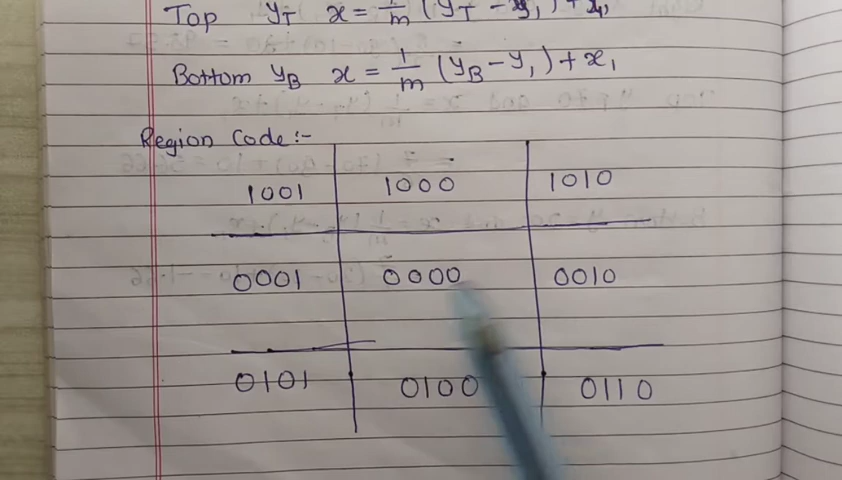 Top y_T x = 1/m (y_T - y_1) + x_1
Bottom y_B x = 1/m (y_B - y_1) + x_1
Region Code :-
1001 1000 1010
0001 0000 0010
0101 0100 0110